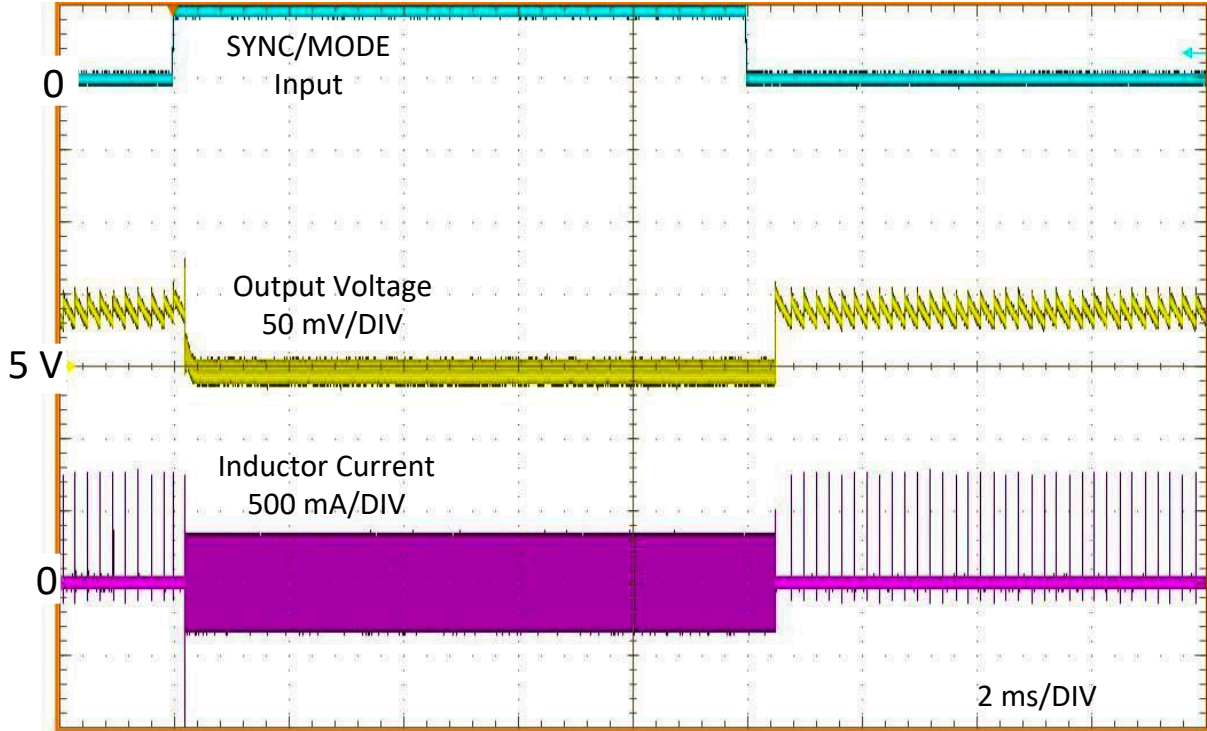 SYNC/MODE
Input
0
Output Voltage
50 mV/DIV
5 V
Inductor Current
500 mA/DIV
0
2 ms/DIV